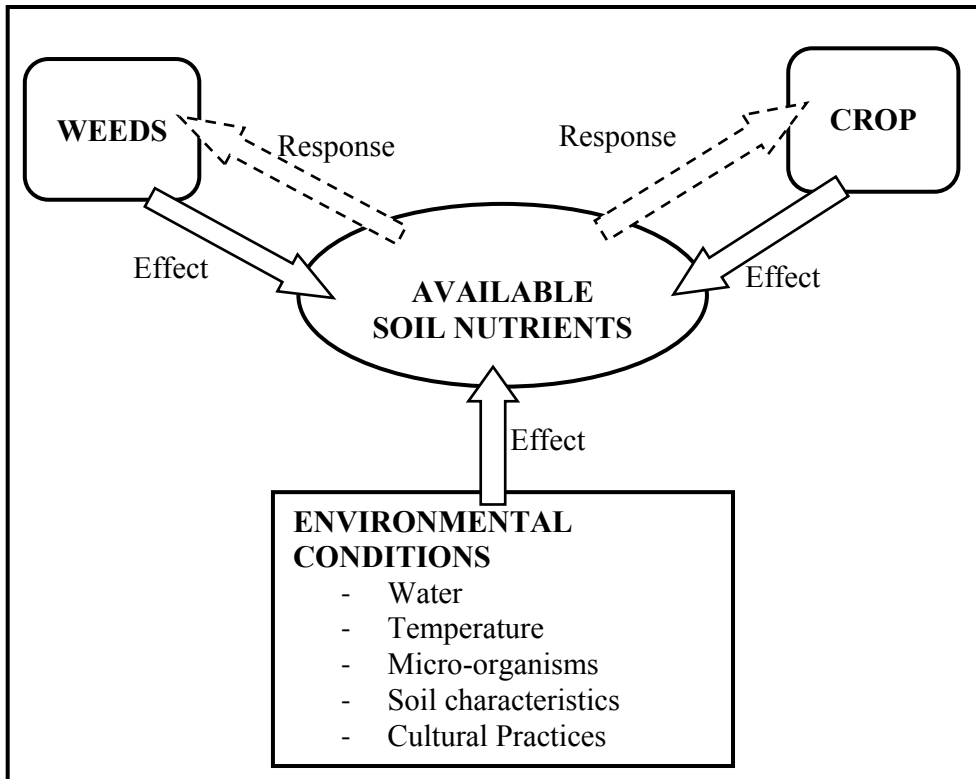 WEEDS
CROP
Response
Response
Effect
Effect
AVAILABLE
SOIL NUTRIENTS
Effect
ENVIRONMENTAL
CONDITIONS
- Water
- Temperature
- Micro-organisms
- Soil characteristics
- Cultural Practices